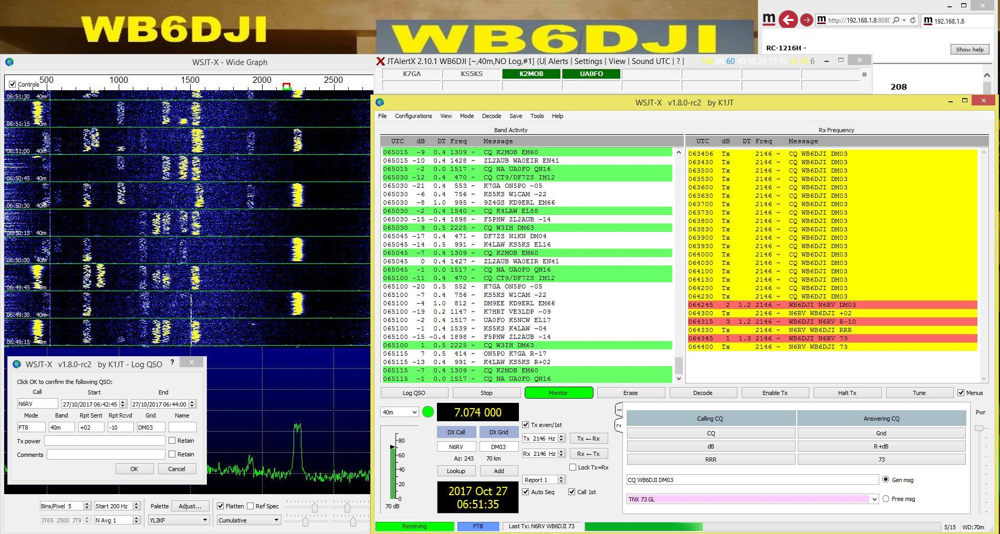 WB6DJI
WB6DJI
m
m http://192.168.1.8:8080
m 192.168.1.8
RC-1216H -
Show help
208
WSJT-X - Wide Graph
Controls
500 1000 1500 2000 2500
06:51:30 40m
06:51:15 40m
06:51:00 40m
06:50:45 40m
06:50:30 40m
06:50:15 40m
06:50:00 40m
06:49:45 40m
06:49:30 40m
06:49:15 40m
JTAlertX 2.10.1 WB6DJI [~,40m,NO Log,#1] (U| Alerts | Settings | View | Sound UTC | ? |
160 80 60 40 30 20 17 15 12 10 6
K7GA KS5KS K2MOB UA0FO
WSJT-X v1.8.0-rc2 by K1JT
File Configurations View Mode Decode Save Tools Help
Band Activity
UTC dB DT Freq Message
065015 -9 0.4 1309 ~ CQ K2MOB EM60
065015 -10 0.4 1428 ~ ZL2AUB WA0EIR EN41
065015 -2 0.0 1517 ~ CQ NA UA0FO QN16
065030 -12 0.4 470 ~ CQ CT9/DF7ZS IM12
065030 -21 0.4 553 ~ K7GA ON5PO -05
065030 -6 0.4 756 ~ KS5KS W1CAM -22
065030 -8 1.0 995 ~ 9Z4GS KD9ERL EM66
065030 -2 0.4 1540 ~ CQ K4LAW EL88
065030 -15 -0.4 1898 ~ F5PHW ZL2AUB -14
065030 9 0.5 2225 ~ CQ W3IH DM63
065045 -17 0.4 471 ~ DF7ZS N1KN DM04
065045 -14 0.5 991 ~ K4LAW KS5KS EL16
065045 -7 0.4 1309 ~ CQ K2MOB EM60
065045 0 0.4 1427 ~ ZL2AUB WA0EIR EN41
065045 -1 0.0 1517 ~ CQ NA UA0FO QN16
065100 -11 0.4 470 ~ CQ CT9/DF7ZS IM12
065100 -20 0.5 552 ~ K7GA ON5PO -05
065100 -7 0.4 756 ~ KS5KS W1CAM -22
065100 -4 1.0 812 ~ DM9EE KD9ERL EM66
065100 -19 0.2 1147 ~ K7HRT VE3LDP -09
065100 -2 0.4 1517 ~ UA0FO K5NCW EL17
065100 -1 0.4 1539 ~ KS5KS K4LAW -04
065100 -15 -0.4 1898 ~ F5PHW ZL2AUB -14
065100 1 0.5 2225 ~ CQ W3IH DM63
065115 7 0.5 414 ~ ON5PO K7GA R-17
065115 -13 0.4 991 ~ K4LAW KS5KS R+02
065115 -7 0.4 1309 ~ CQ K2MOB EM60
065115 -1 0.0 1517 ~ CQ NA UA0FO QN16
Rx Frequency
UTC dB DT Freq Message
063406 Tx 2146 ~ CQ WB6DJI DM03
063430 Tx 2146 ~ CQ WB6DJI DM03
063500 Tx 2146 ~ CQ WB6DJI DM03
063530 Tx 2146 ~ CQ WB6DJI DM03
063600 Tx 2146 ~ CQ WB6DJI DM03
063630 Tx 2146 ~ CQ WB6DJI DM03
063700 Tx 2146 ~ CQ WB6DJI DM03
063730 Tx 2146 ~ CQ WB6DJI DM03
063800 Tx 2146 ~ CQ WB6DJI DM03
063830 Tx 2146 ~ CQ WB6DJI DM03
063900 Tx 2146 ~ CQ WB6DJI DM03
063930 Tx 2146 ~ CQ WB6DJI DM03
064000 Tx 2146 ~ CQ WB6DJI DM03
064030 Tx 2146 ~ CQ WB6DJI DM03
064100 Tx 2146 ~ CQ WB6DJI DM03
064130 Tx 2146 ~ CQ WB6DJI DM03
064200 Tx 2146 ~ CQ WB6DJI DM03
064230 Tx 2146 ~ CQ WB6DJI DM03
064245 2 1.2 2146 ~ WB6DJI N6RV DM03
064300 Tx 2146 ~ N6RV WB6DJI +02
064315 3 1.2 2146 ~ WB6DJI N6RV R-10
064330 Tx 2146 ~ N6RV WB6DJI RRR
064345 1 1.3 2146 ~ WB6DJI N6RV 73
064400 Tx 2146 ~ N6RV WB6DJI 73
WSJT-X v1.8.0-rc2 by K1JT - Log QSO ?
Click OK to confirm the following QSO:
Call Start End
N6RV 27/10/2017 06:42:45 27/10/2017 06:44:00
Mode Band Rpt Sent Rpt Rcvd Grid Name
FT8 40m +02 -10 DM03
Tx power Retain
Comments Retain
OK Cancel
Bins/Pixel 5 Start 200 Hz Palette Adjust... Flatten Ref Spec
JT65 2500 JT9 N Avg 1 YL2KF Cumulative
Log QSO Stop Monitor Erase Decode Enable Tx Halt Tx Tune Menus
40m 7.074 000
80
60
40
20
0
70 dB
DX Call DX Grid
N6RV DM03
Az: 243 70 km
Lookup Add
2017 Oct 27
06:51:35
Tx even/1st
Tx 2146 Hz Tx ← Rx
Rx 2146 Hz Rx ← Tx
Lock Tx=Rx
Report 1
Auto Seq Call 1st
1
2
Calling CQ Answering CQ
CQ Grid
dB R+dB
RRR 73
CQ WB6DJI DM03 Gen msg
TNX 73 GL Free msg
Pwr
Receiving FT8 Last Tx: N6RV WB6DJI 73 5/15 WD:70m